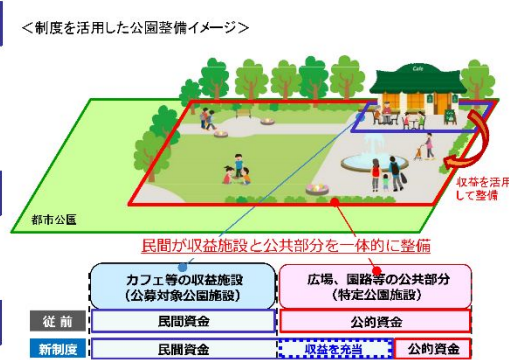 ＜制度を活用した公園整備イメージ＞
Cafe
収益を活用
して整備
都市公園
民間が収益施設と公共部分を一体的に整備
カフェ等の収益施設
（公募対象公園施設）
広場、園路等の公共部分
（特定公園施設）
従前
民間資金
公的資金
新制度
民間資金
収益を充当
公的資金